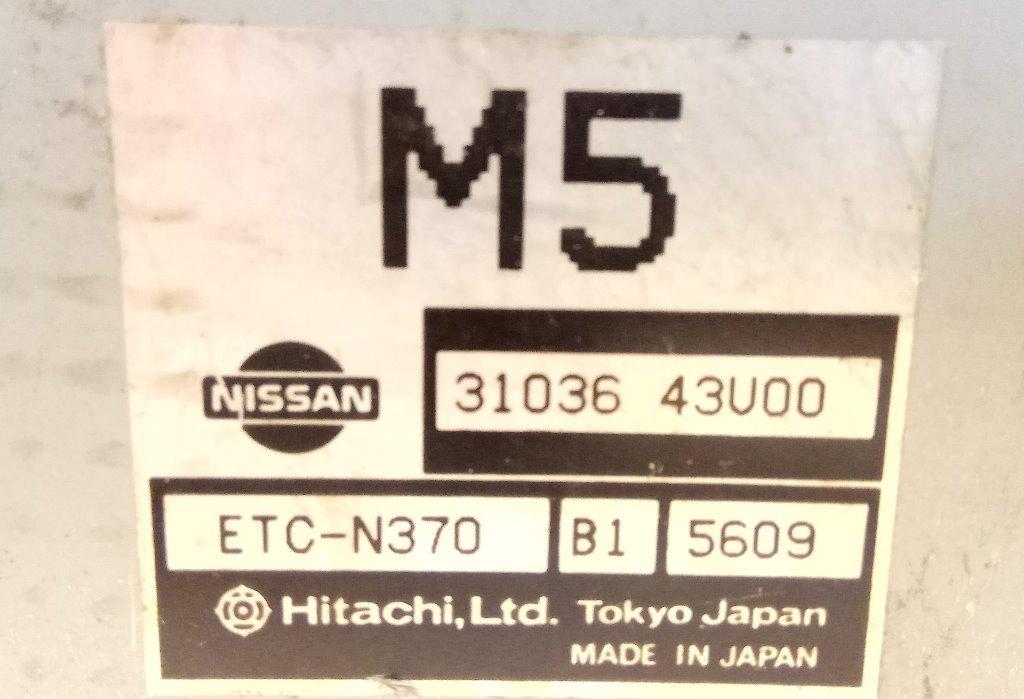 M5
NISSAN
31036 43U00
ETC-N370 B1 5609
Hitachi, Ltd. Tokyo Japan
MADE IN JAPAN